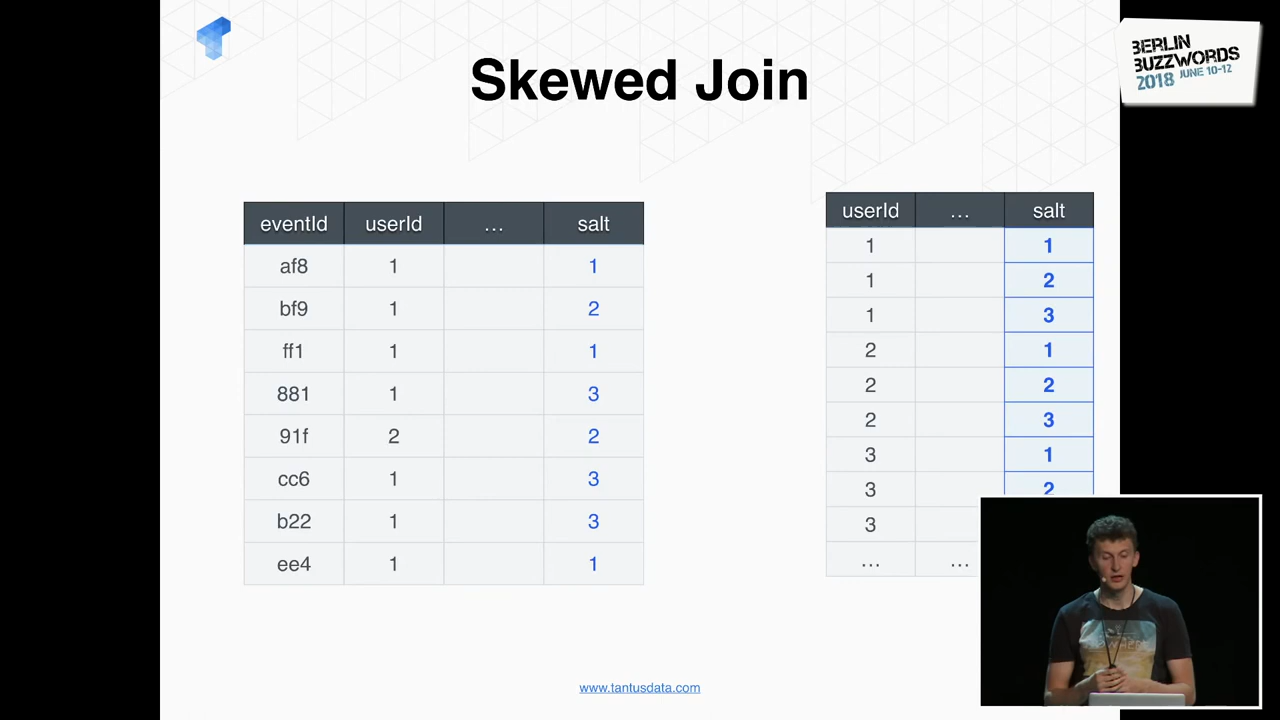 Skewed Join
BERLIN
BUZZWORDS
2018 JUNE 10-12
eventId userId ... salt
af8 1 1
bf9 1 2
ff1 1 1
881 1 3
91f 2 2
cc6 1 3
b22 1 3
ee4 1 1
userId ... salt
1 1
1 2
1 3
2 1
2 2
2 3
3 1
3 2
3
... ...
www.tantusdata.com